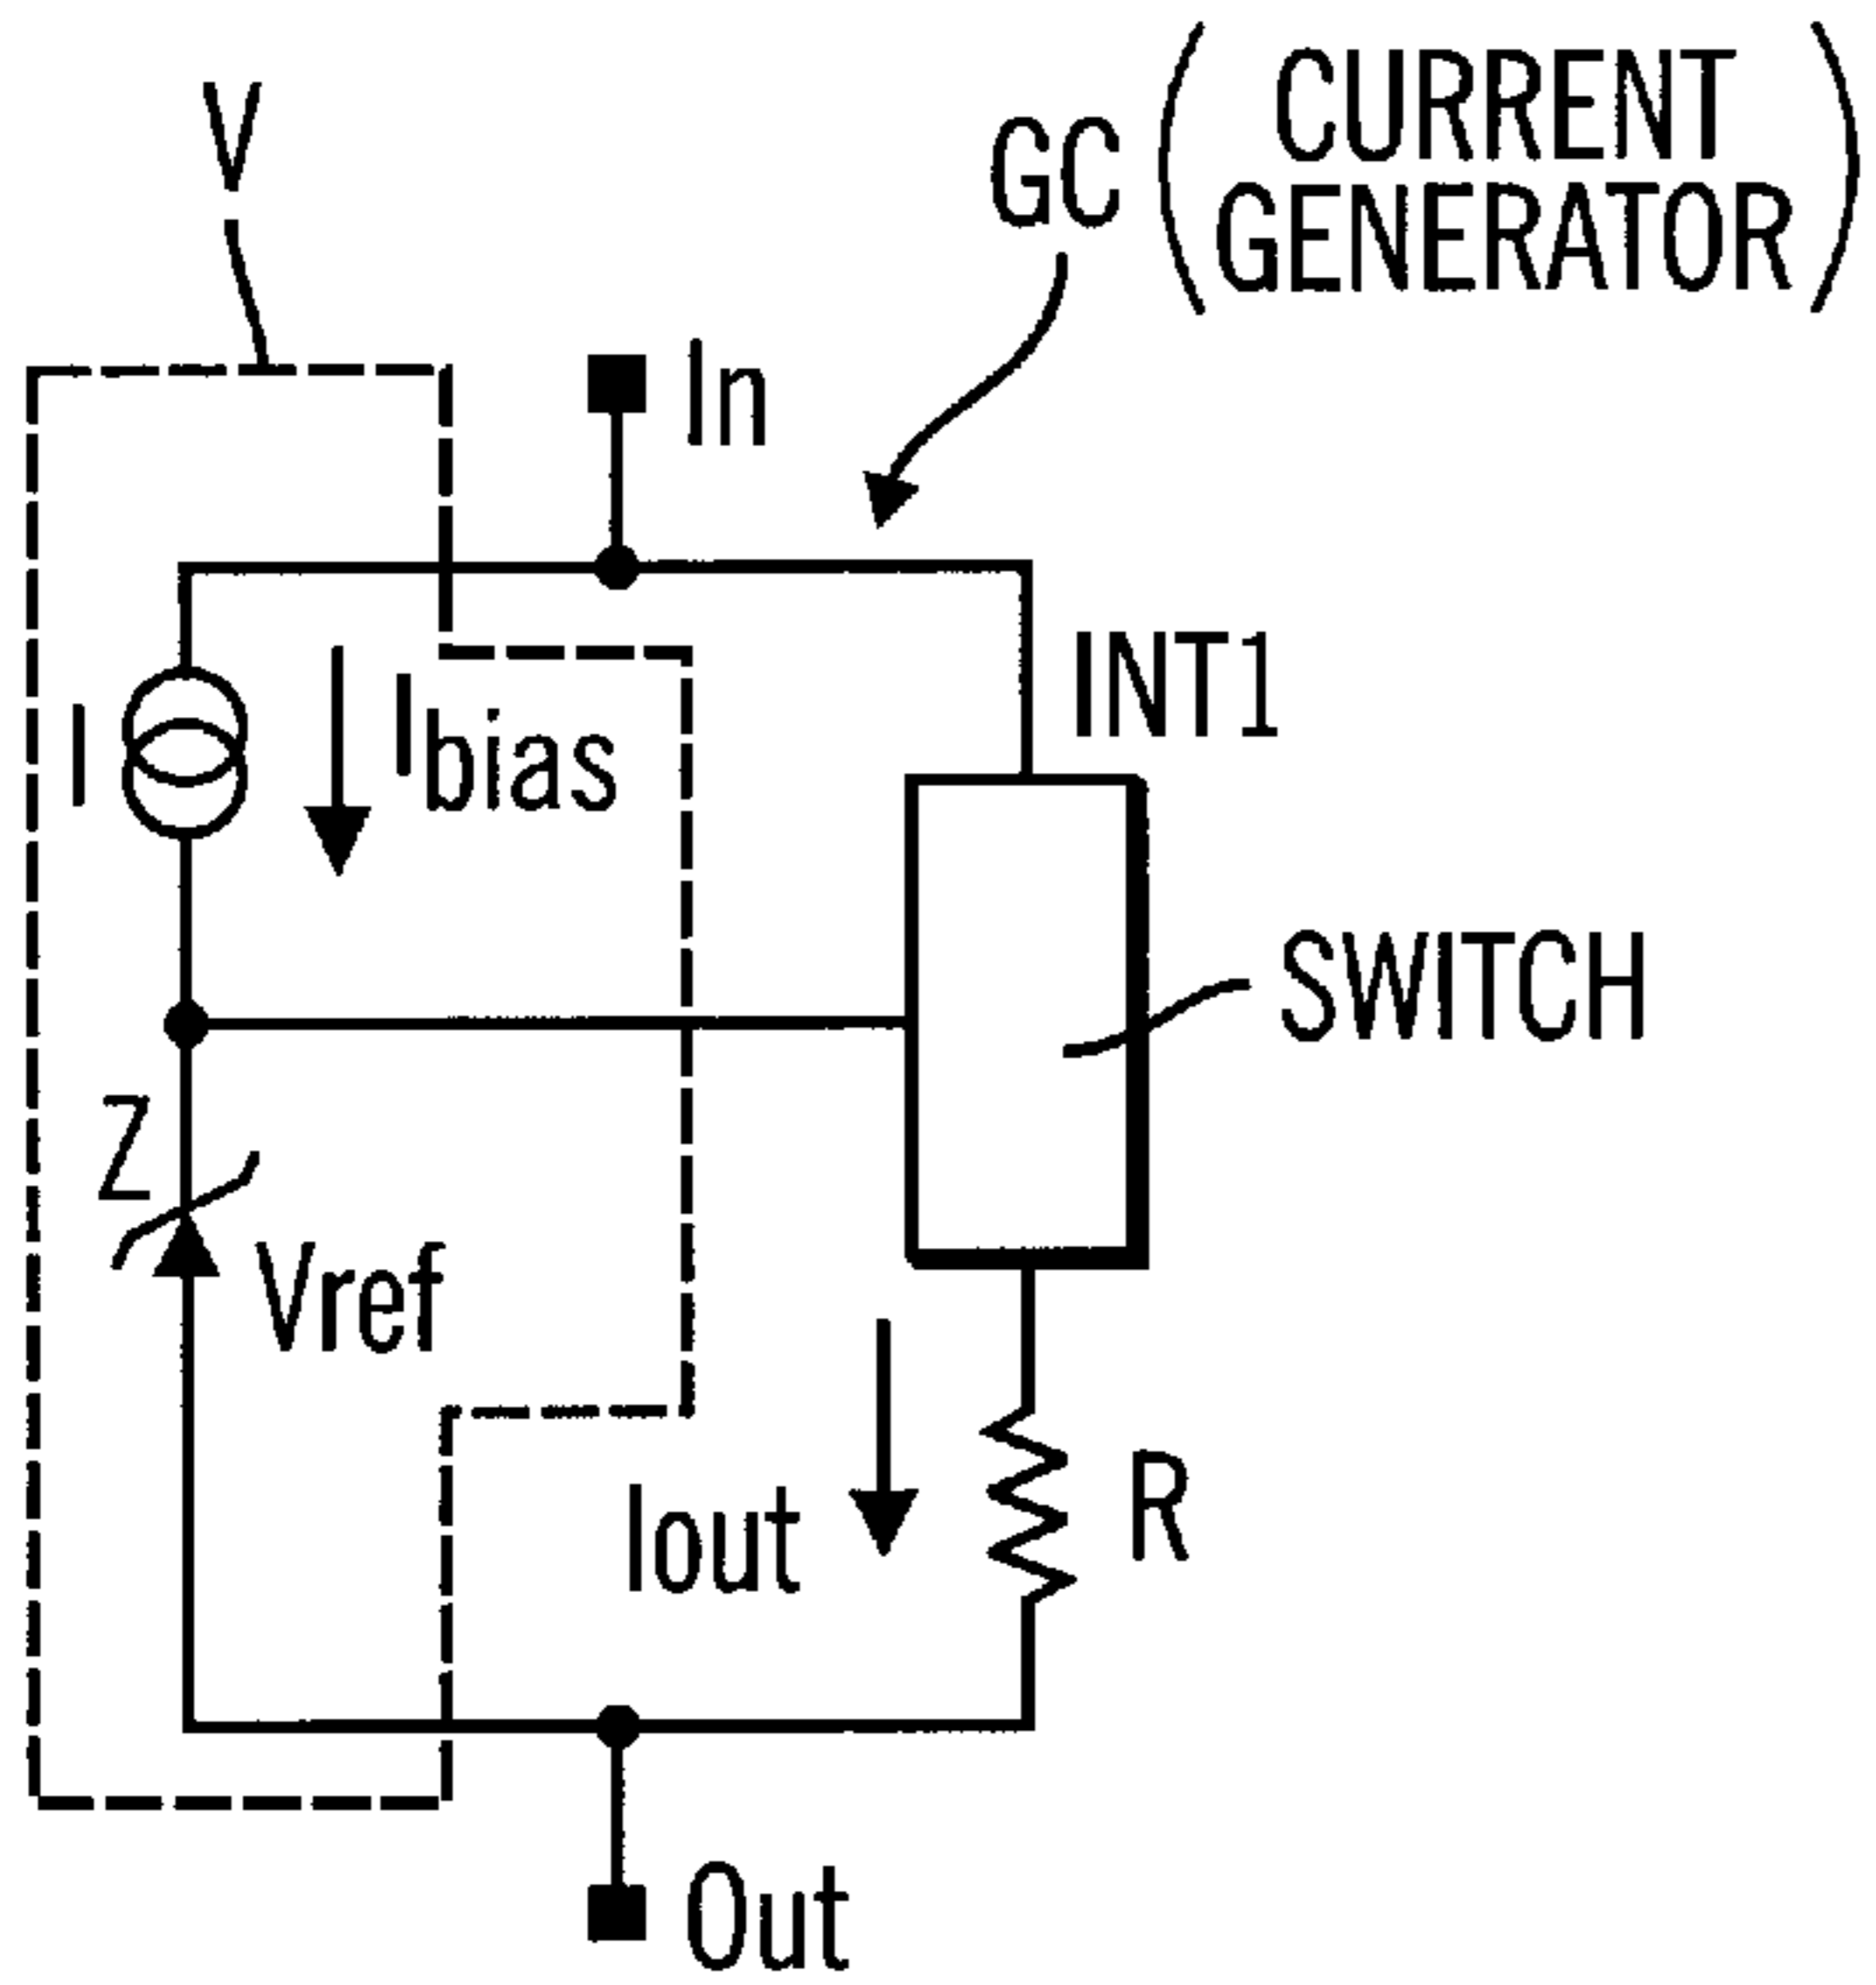 V
GC (CURRENT
GENERATOR)
In
INT1
I
Ibias
SWITCH
Z
Vref
Iout
R
Out